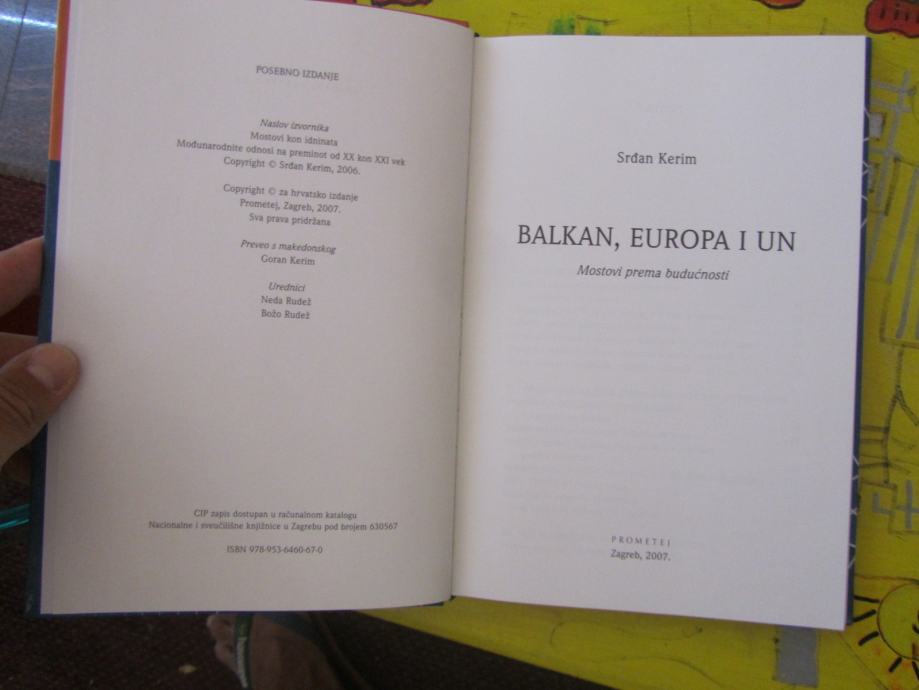 POSEBNO IZDANJE
Naslov izvornika
Mostovi kon idninata
Modunarodnite odnosi na preminot od XX kon XXI vek
Copyright © Srđan Kerim, 2006.
Copyright © za hrvatsko izdanje
Prometej, Zagreb, 2007.
Sva prava pridržana
Preveo s makedonskog
Goran Kerim
Urednici
Neda Rudež
Božo Rudež
CIP zapis dostupan u računalnom katalogu
Nacionalne i sveučilišne knjižnice u Zagrebu pod brojem 630567
ISBN 978-953-6460-67-0
Srđan Kerim
BALKAN, EUROPA I UN
Mostovi prema budućnosti
PROMETEJ
Zagreb, 2007.